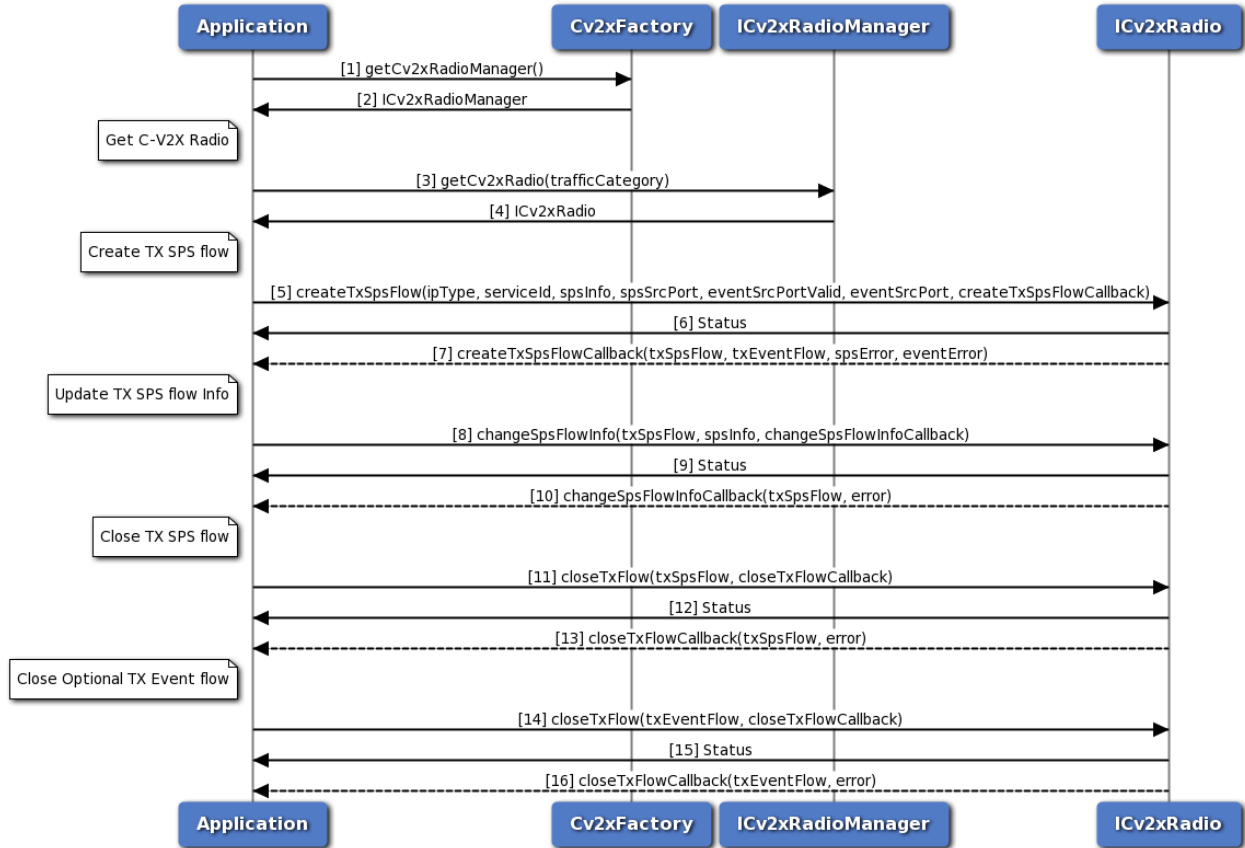 Application Cv2xFactory ICv2xRadioManager ICv2xRadio
[1] getCv2xRadioManager()
[2] ICv2xRadioManager
Get C-V2X Radio
[3] getCv2xRadio(trafficCategory)
[4] ICv2xRadio
Create TX SPS flow
[5] createTxSpsFlow(ipType, serviceId, spsInfo, spsSrcPort, eventSrcPortValid, eventSrcPort, createTxSpsFlowCallback)
[6] Status
[7] createTxSpsFlowCallback(txSpsFlow, txEventFlow, spsError, eventError)
Update TX SPS flow Info
[8] changeSpsFlowInfo(txSpsFlow, spsInfo, changeSpsFlowInfoCallback)
[9] Status
[10] changeSpsFlowInfoCallback(txSpsFlow, error)
Close TX SPS flow
[11] closeTxFlow(txSpsFlow, closeTxFlowCallback)
[12] Status
[13] closeTxFlowCallback(txSpsFlow, error)
Close Optional TX Event flow
[14] closeTxFlow(txEventFlow, closeTxFlowCallback)
[15] Status
[16] closeTxFlowCallback(txEventFlow, error)
Application Cv2xFactory ICv2xRadioManager ICv2xRadio